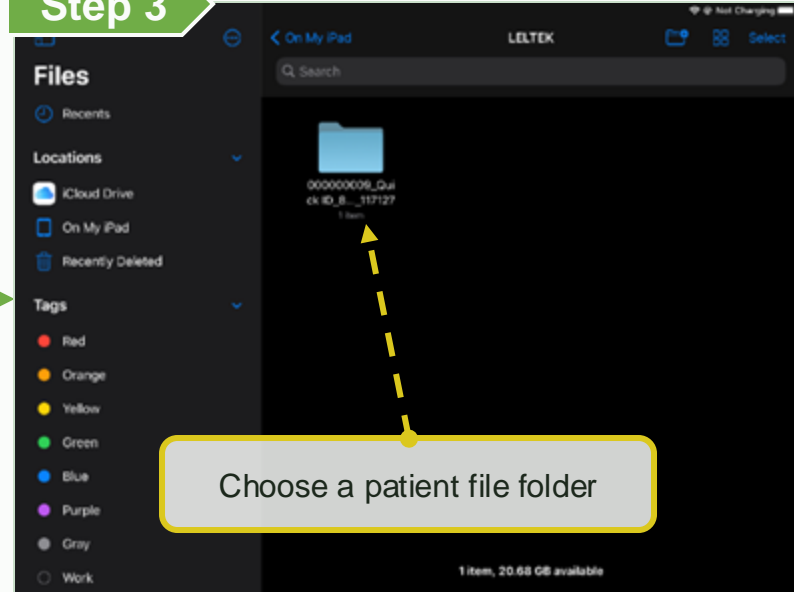 Step 3
Not Charging
Files
On My iPad
LELTEK
Select
Search
Recents
Locations
iCloud Drive
On My iPad
Recently Deleted
Tags
Red
Orange
Yellow
Green
Blue
Purple
Gray
Work
000000009_Qui
ck ID_8..._117127
1 item
Choose a patient file folder
1 item, 20.68 GB available